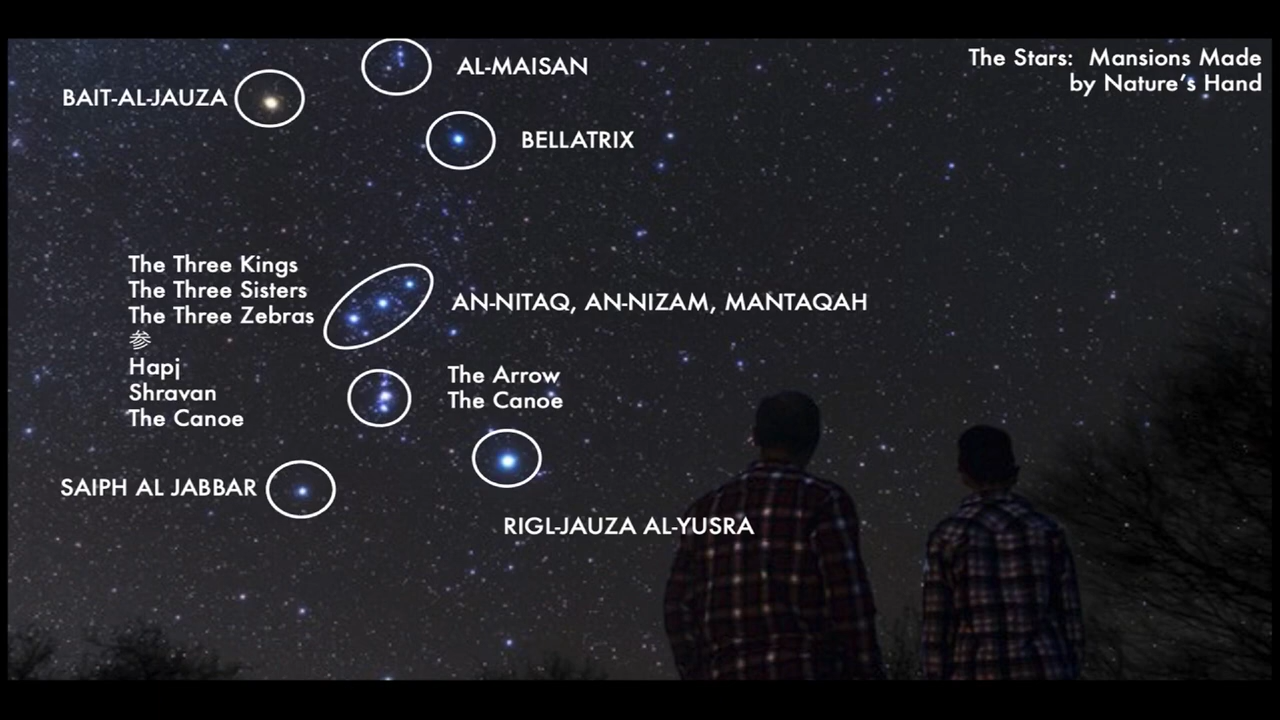 The Stars:  Mansions Made
by Nature's Hand
AL-MAISAN
BAIT-AL-JAUZA
BELLATRIX
The Three Kings
The Three Sisters
The Three Zebras
参
Hapj
Shravan
The Canoe
AN-NITAQ, AN-NIZAM, MANTAQAH
The Arrow
The Canoe
SAIPH AL JABBAR
RIGL-JAUZA AL-YUSRA